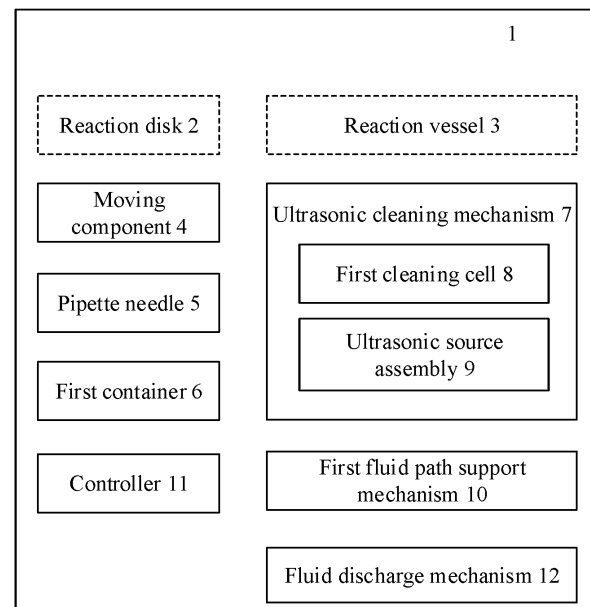 1
Reaction disk 2
Reaction vessel 3
Moving
component 4
Ultrasonic cleaning mechanism 7
First cleaning cell 8
Pipette needle 5
Ultrasonic source
assembly 9
First container 6
Controller 11
First fluid path support
mechanism 10
Fluid discharge mechanism 12